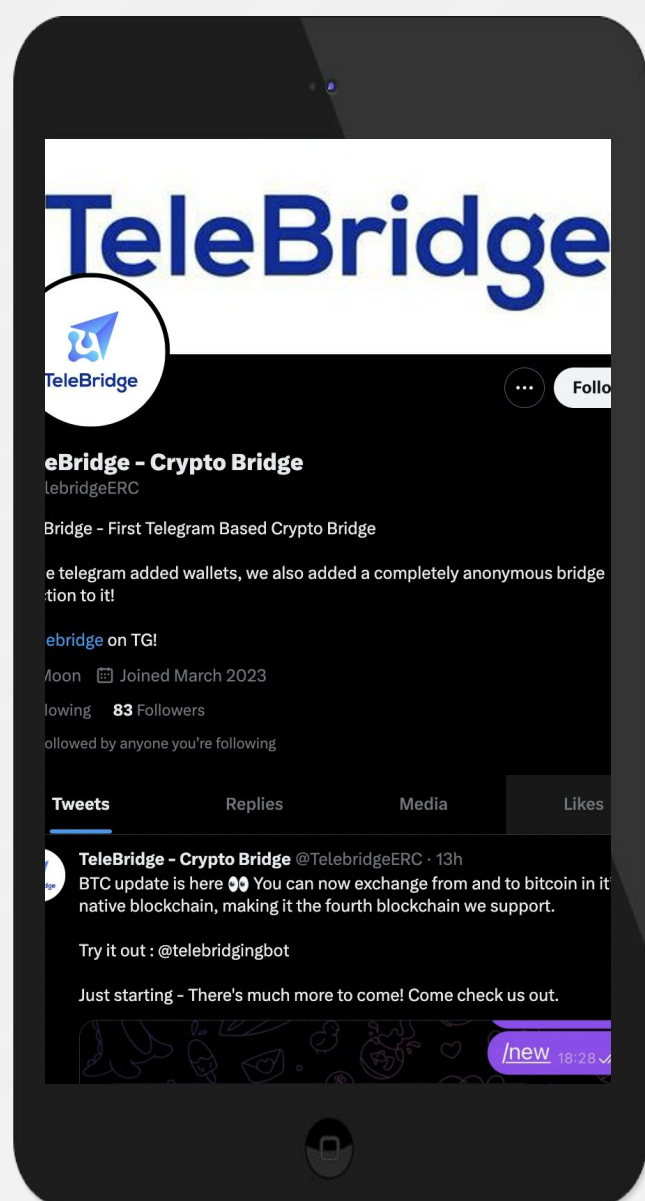 TeleBridge
TeleBridge
Follo
eBridge - Crypto Bridge
lebridgeERC
Bridge - First Telegram Based Crypto Bridge
e telegram added wallets, we also added a completely anonymous bridge
ction to it!
ebridge on TG!
Moon Joined March 2023
lowing 83 Followers
ollowed by anyone you're following
Tweets Replies Media Likes
TeleBridge - Crypto Bridge @TelebridgeERC · 13h
BTC update is here 👀 You can now exchange from and to bitcoin in it'
native blockchain, making it the fourth blockchain we support.
Try it out : @telebridgingbot
Just starting - There's much more to come! Come check us out.
/new 18:28